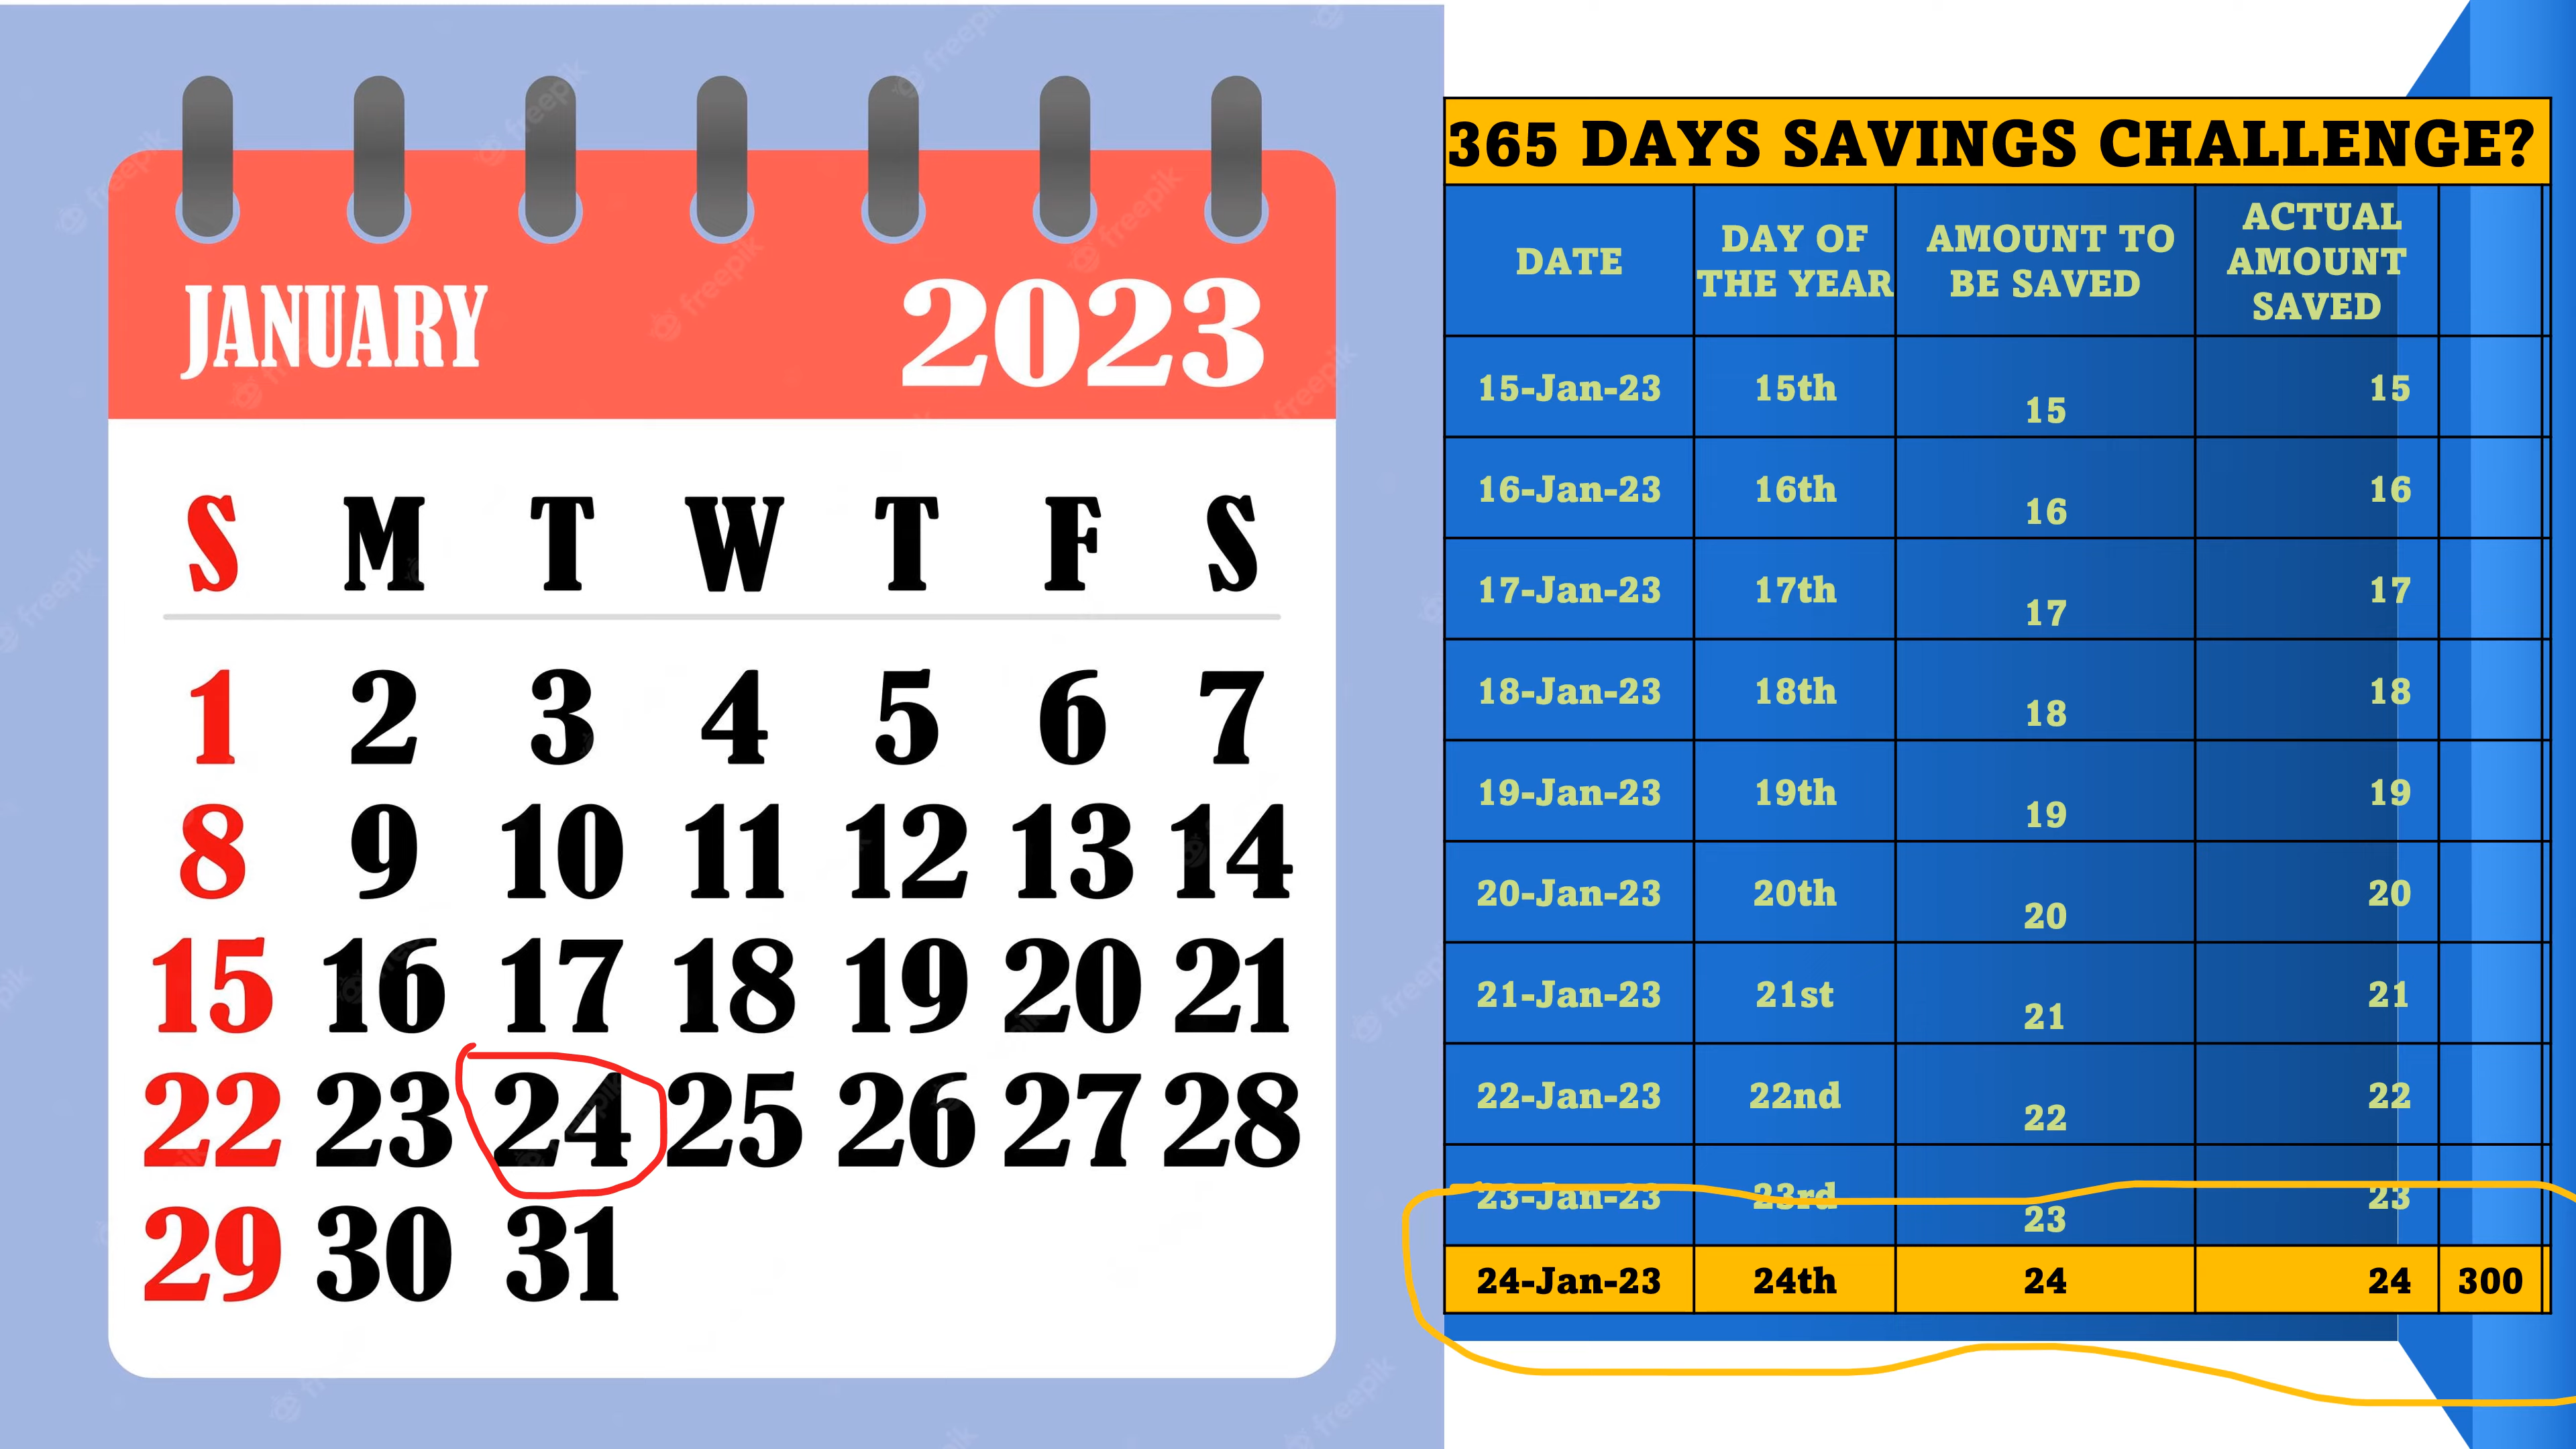 JANUARY 2023
S M T W T F S
1 2 3 4 5 6 7
8 9 10 11 12 13 14
15 16 17 18 19 20 21
22 23 24 25 26 27 28
29 30 31
365 DAYS SAVINGS CHALLENGE?
DATE
DAY OF
THE YEAR
AMOUNT TO
BE SAVED
ACTUAL
AMOUNT
SAVED
15-Jan-23 15th 15 15
16-Jan-23 16th 16 16
17-Jan-23 17th 17 17
18-Jan-23 18th 18 18
19-Jan-23 19th 19 19
20-Jan-23 20th 20 20
21-Jan-23 21st 21 21
22-Jan-23 22nd 22 22
23-Jan-23 23rd 23 23
24-Jan-23 24th 24 24 300
freepik